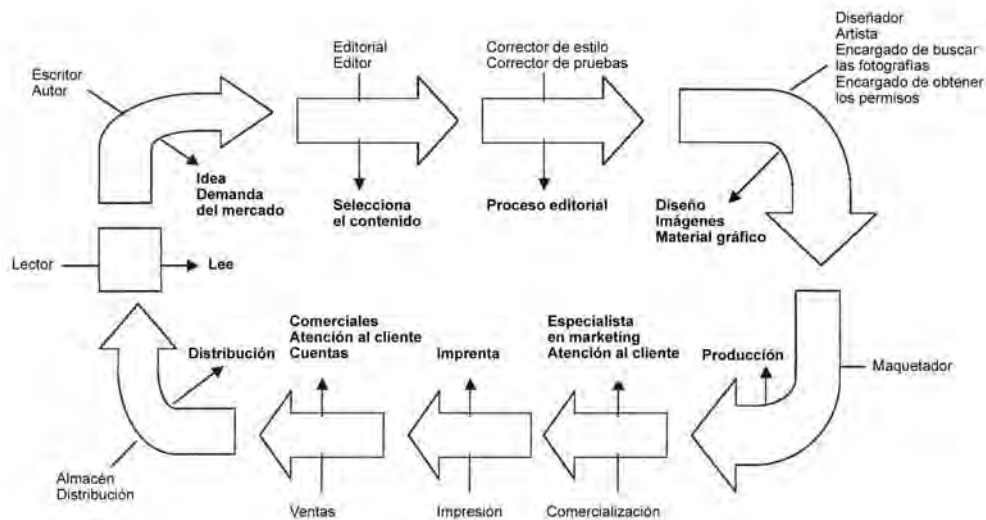 Escritor
Autor
Idea
Demanda
del mercado
Editorial
Editor
Selecciona
el contenido
Corrector de estilo
Corrector de pruebas
Proceso editorial
Diseñador
Artista
Encargado de buscar
las fotografías
Encargado de obtener
los permisos
Diseño
Imágenes
Material gráfico
Maquetador
Producción
Especialista
en marketing
Atención al cliente
Comercialización
Imprenta
Impresión
Comerciales
Atención al cliente
Cuentas
Ventas
Distribución
Almacén
Distribución
Lector
Lee